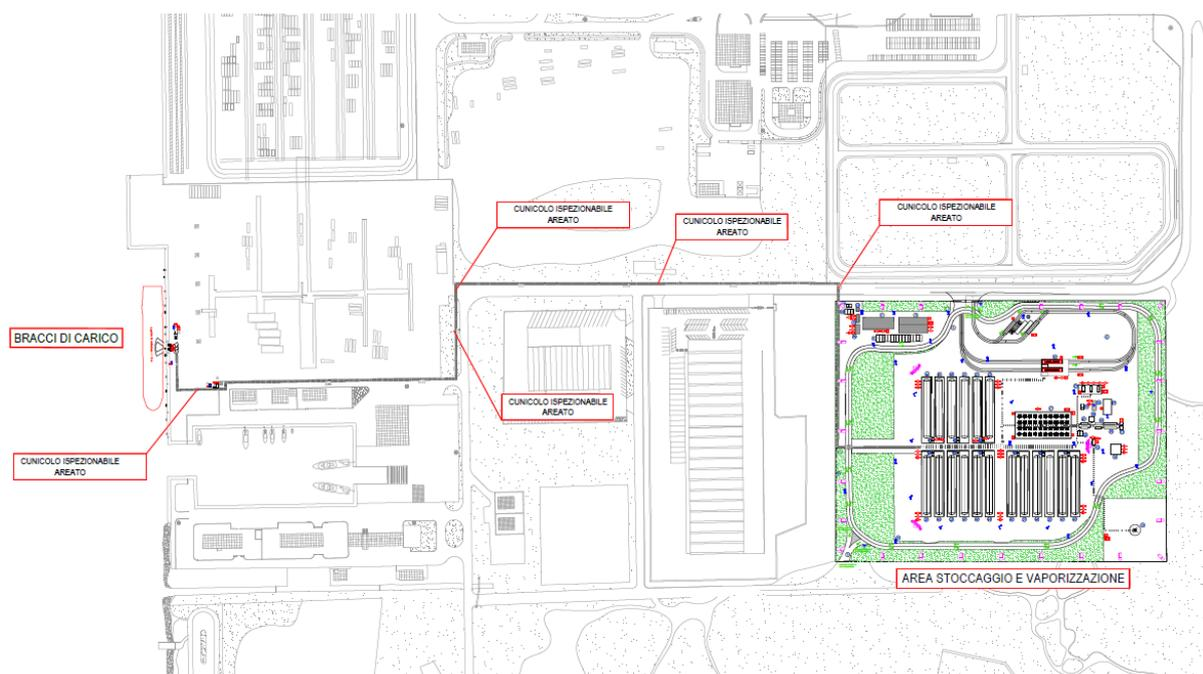 CUNICOLO ISPEZIONABILE
AREATO
CUNICOLO ISPEZIONABILE
AREATO
CUNICOLO ISPEZIONABILE
AREATO
BRACCI DI CARICO
CUNICOLO ISPEZIONABILE
AREATO
CUNICOLO ISPEZIONABILE
AREATO
AREA STOCCAGGIO E VAPORIZZAZIONE